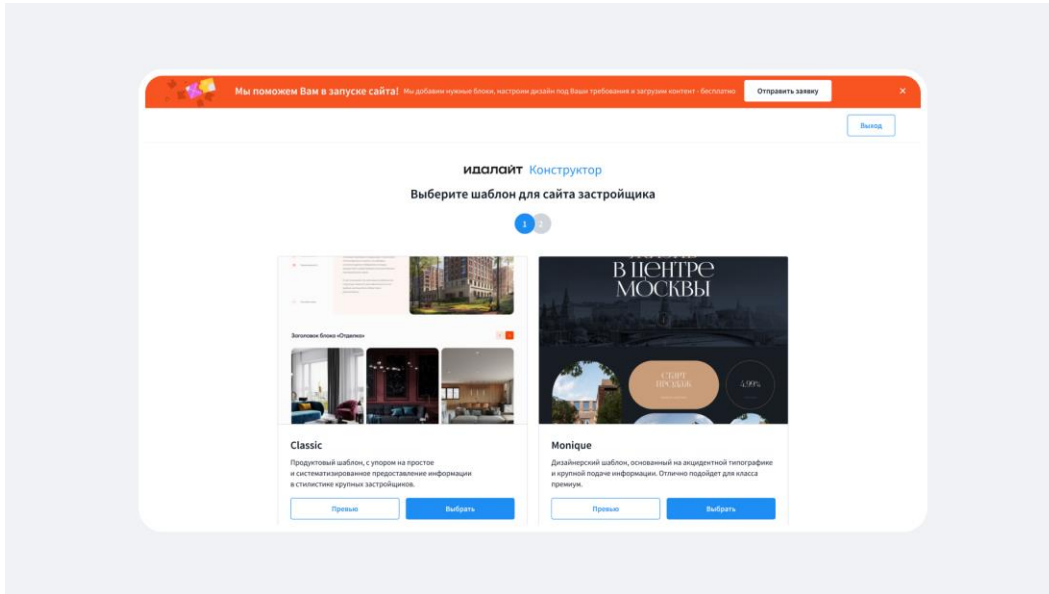 Мы поможем Вам в запуске сайта! Мы добавим нужные блоки, настроим дизайн под Ваши требования и загрузим контент - бесплатно Отправить заявку ×
Выход
идалайт Конструктор
Выберите шаблон для сайта застройщика
1 2
Заголовок блока «Отделка»
В ЦЕНТРЕ
МОСКВЫ
СТАРТ
ПРОДАЖ
4,99%
Classic
Продуктовый шаблон, с упором на простое
и систематизированное предоставление информации
в стилистике крупных застройщиков.
Превью Выбрать
Monique
Дизайнерский шаблон, основанный на акцидентной типографике
и крупной подаче информации. Отлично подойдет для класса
премиум.
Превью Выбрать